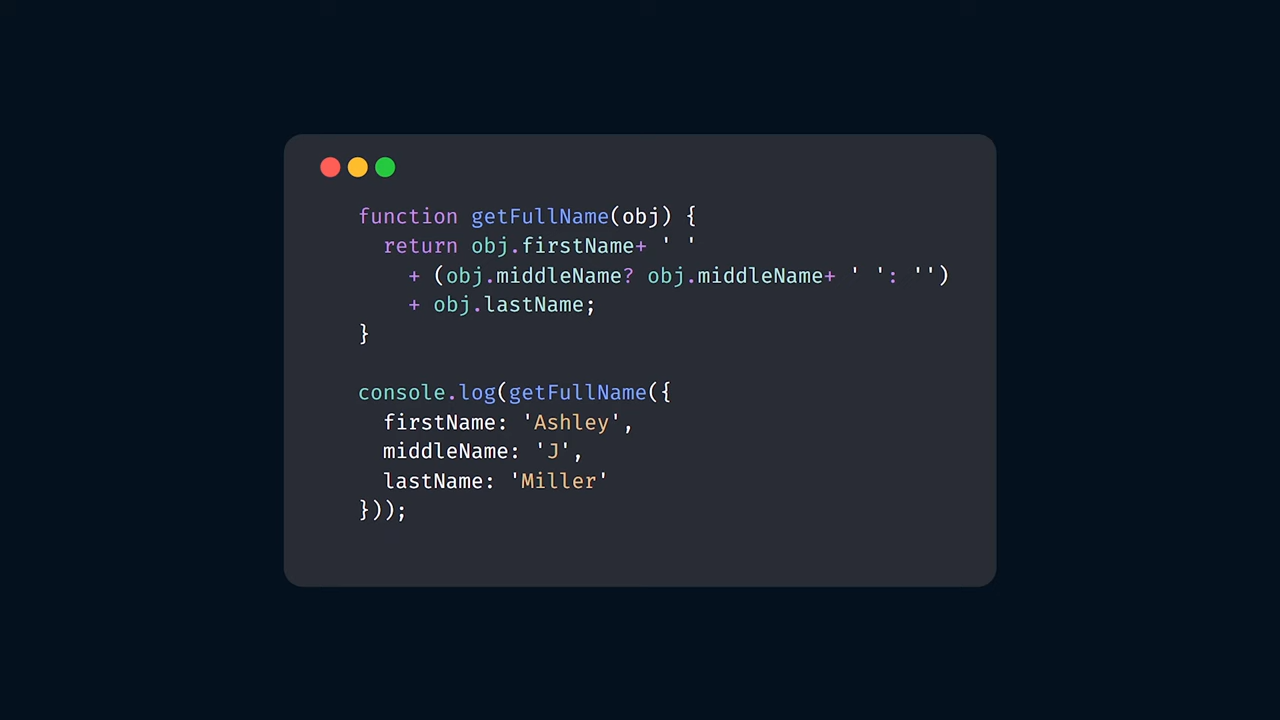 function getFullName(obj) {
  return obj.firstName+ ' '
    + (obj.middleName? obj.middleName+ ' ': '')
    + obj.lastName;
}

console.log(getFullName({
  firstName: 'Ashley',
  middleName: 'J',
  lastName: 'Miller'
}));